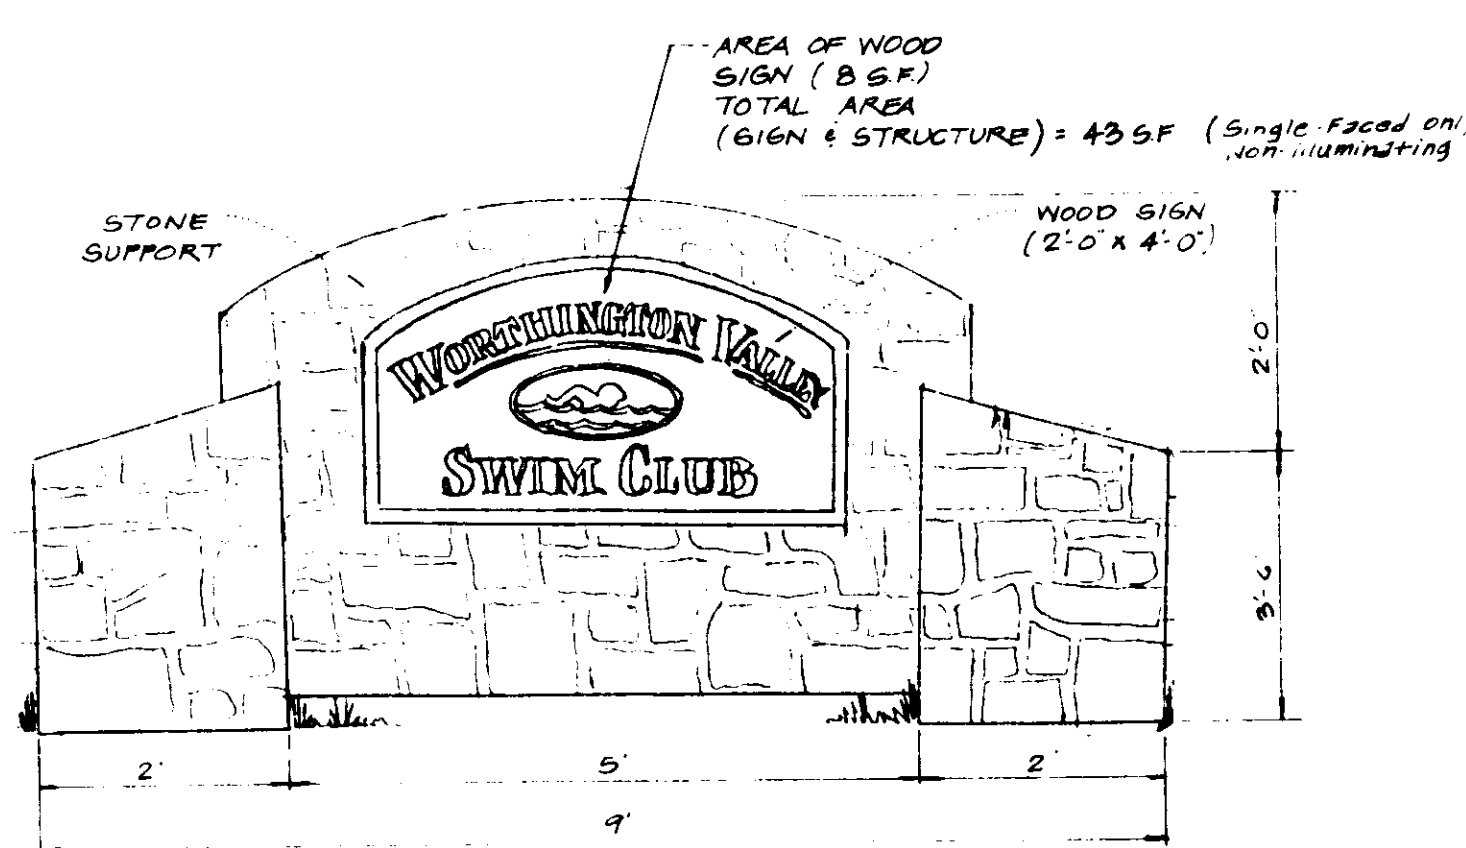 AREA OF WOOD
SIGN (8 S.F.)
TOTAL AREA
(SIGN & STRUCTURE) = 43 S.F (Single-Faced
Non-illuminating
STONE
SUPPORT
WOOD SIGN
(2'-0" x 4'-0")
WORTHINGTON VALLEY
SWIM CLUB
2'-0
3'-6
2'
5'
2'
9'